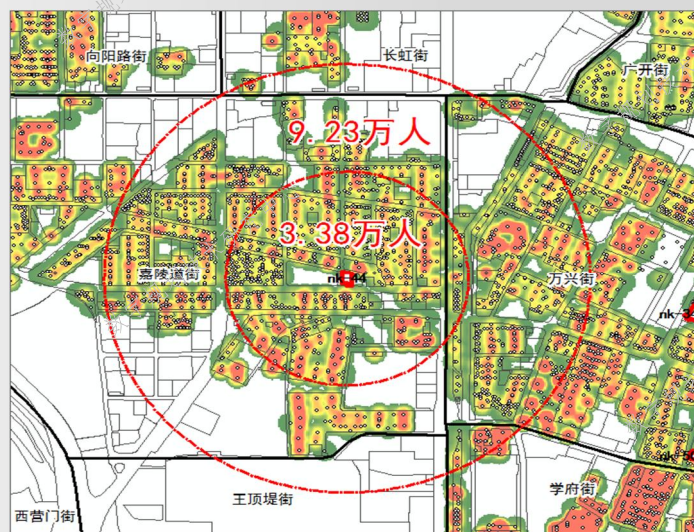 向阳路街
长虹街
广开街
9.23万人
3.38万人
嘉陵道街
万兴街
王顶堤街
学府街
西营门街